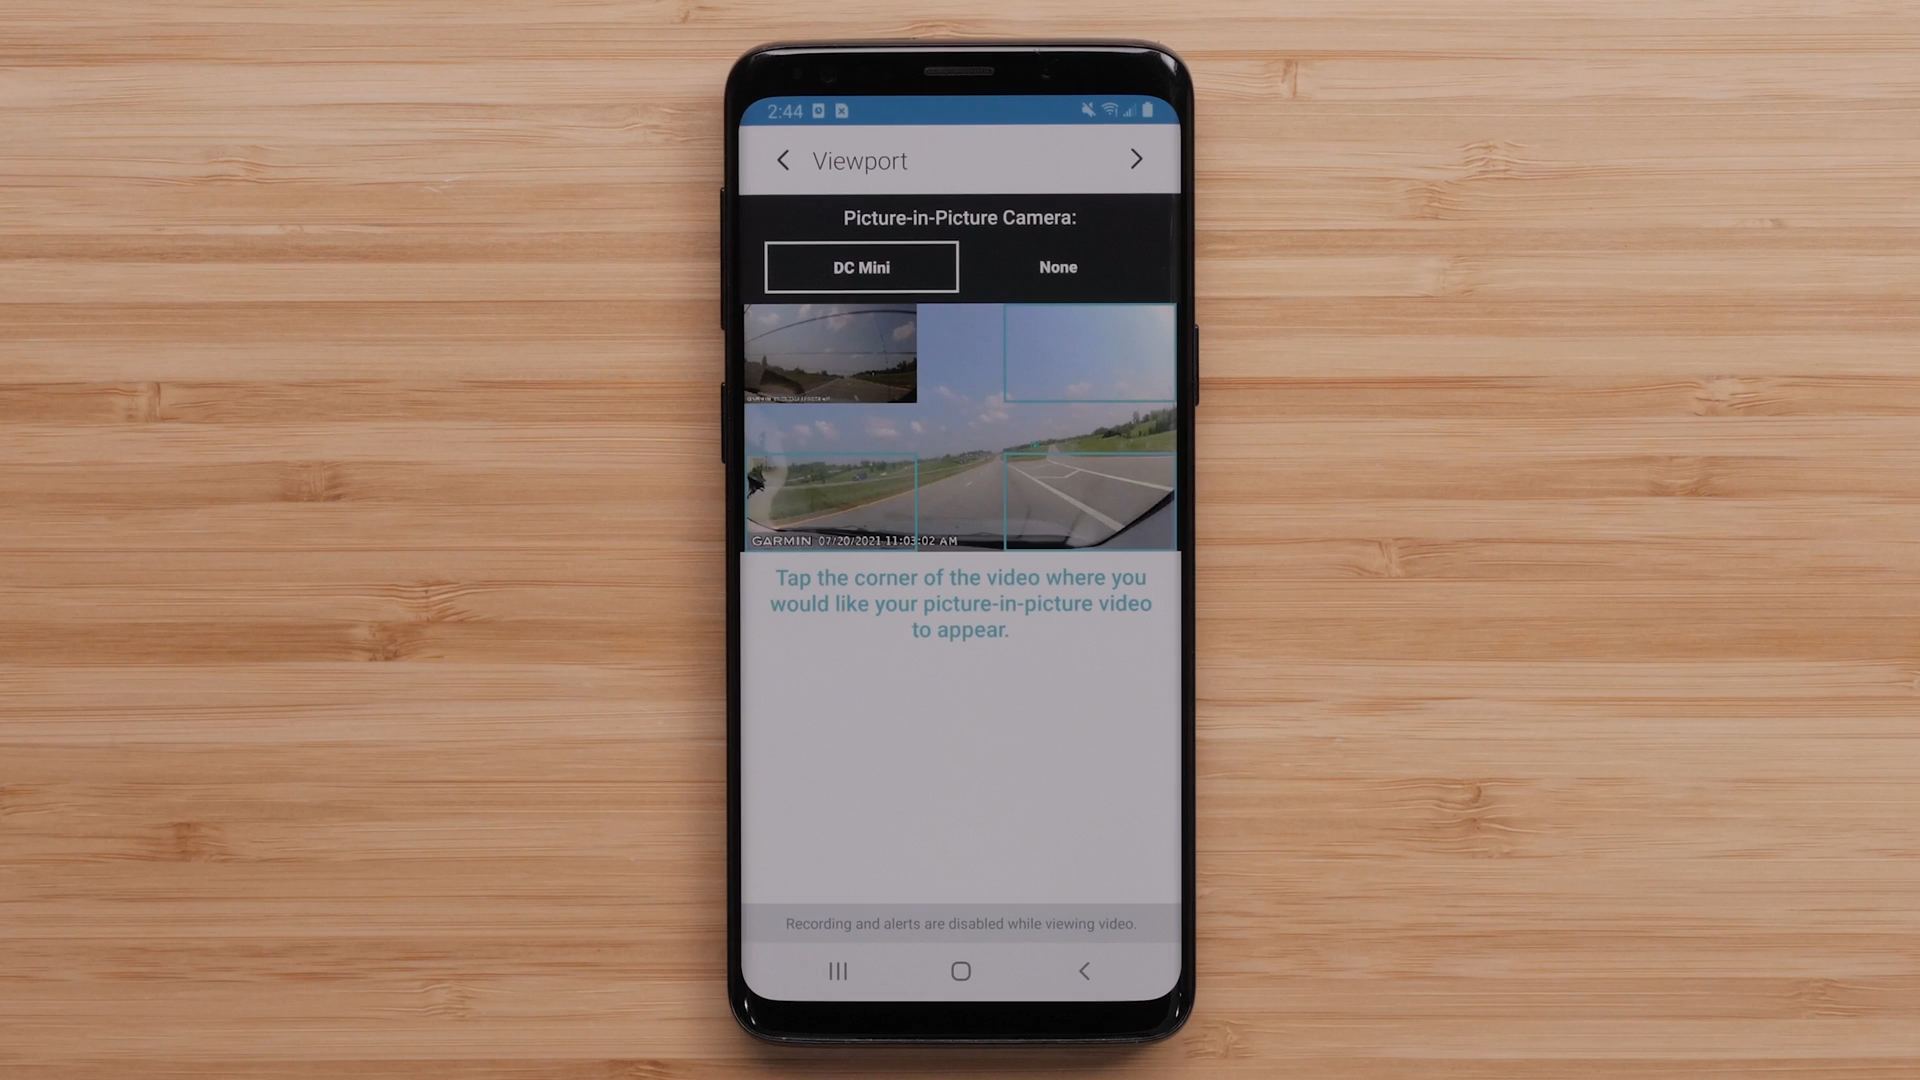 2:44
Viewport
Picture-in-Picture Camera:
DC Mini
None
GARMIN 07/20/2021 11:03:02 AM
Tap the corner of the video where you
would like your picture-in-picture video
to appear.
Recording and alerts are disabled while viewing video.